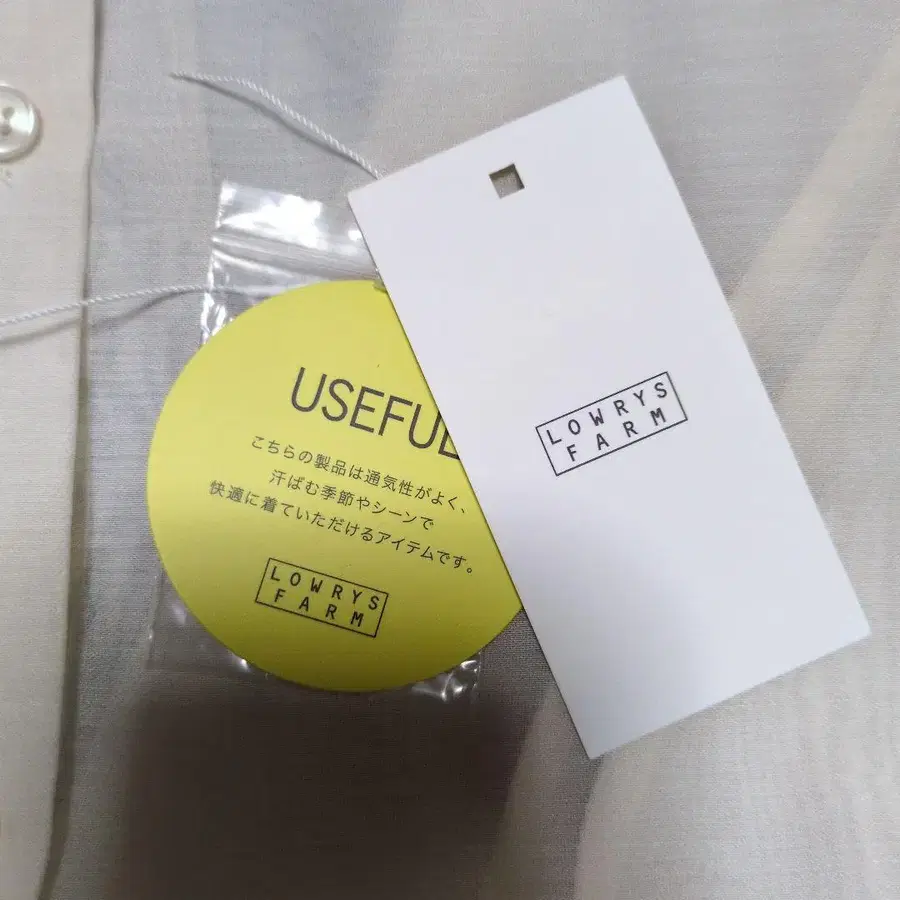 USEFUL
こちらの製品は通気性がよく、
汗ばむ季節やシーンで
快適に着ていただけるアイテムです。
LOWRYS
FARM
LOWRYS
FARM